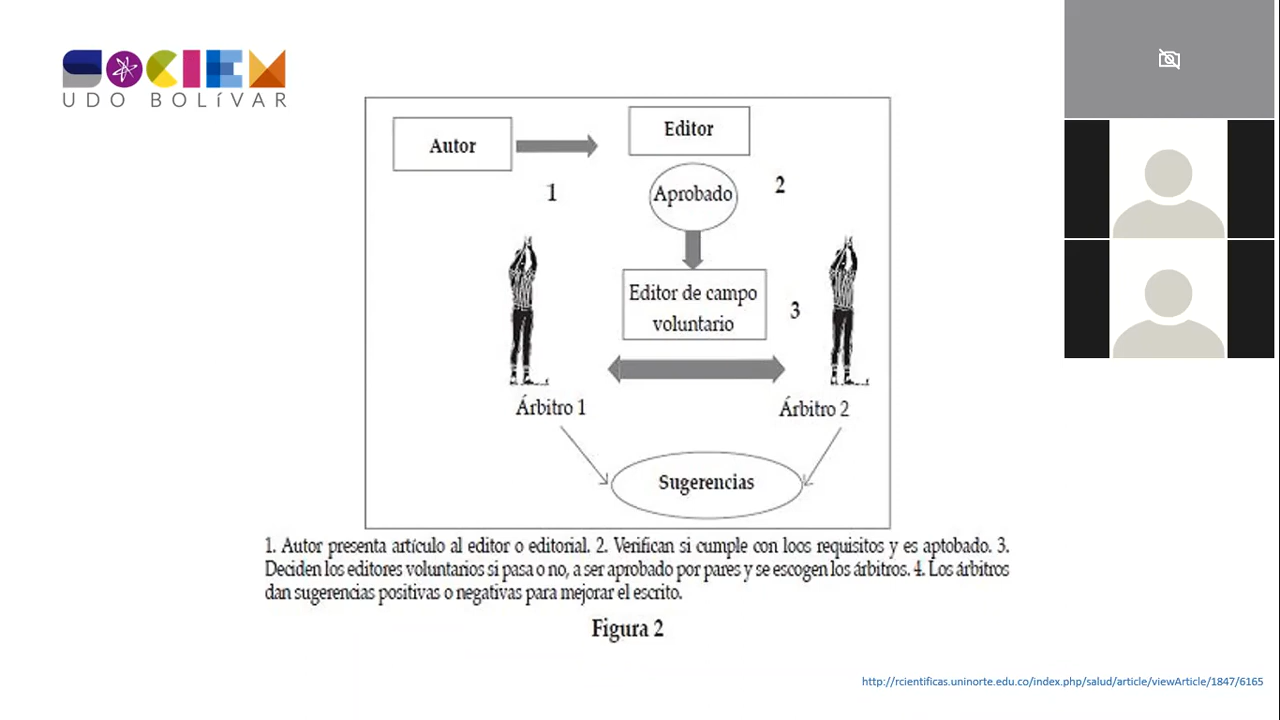 SOCIEM
UDO BOLíVAR
Autor
Editor
1
Aprobado
2
Editor de campo
voluntario
3
Árbitro 1
Árbitro 2
Sugerencias
1. Autor presenta artículo al editor o editorial. 2. Verifican si cumple con loos requisitos y es aptobado. 3.
Deciden los editores voluntarios si pasa o no, a ser aprobado por pares y se escogen los árbitros. 4. Los árbitros
dan sugerencias positivas o negativas para mejorar el escrito.
Figura 2
http://rcientificas.uninorte.edu.co/index.php/salud/article/viewArticle/1847/6165